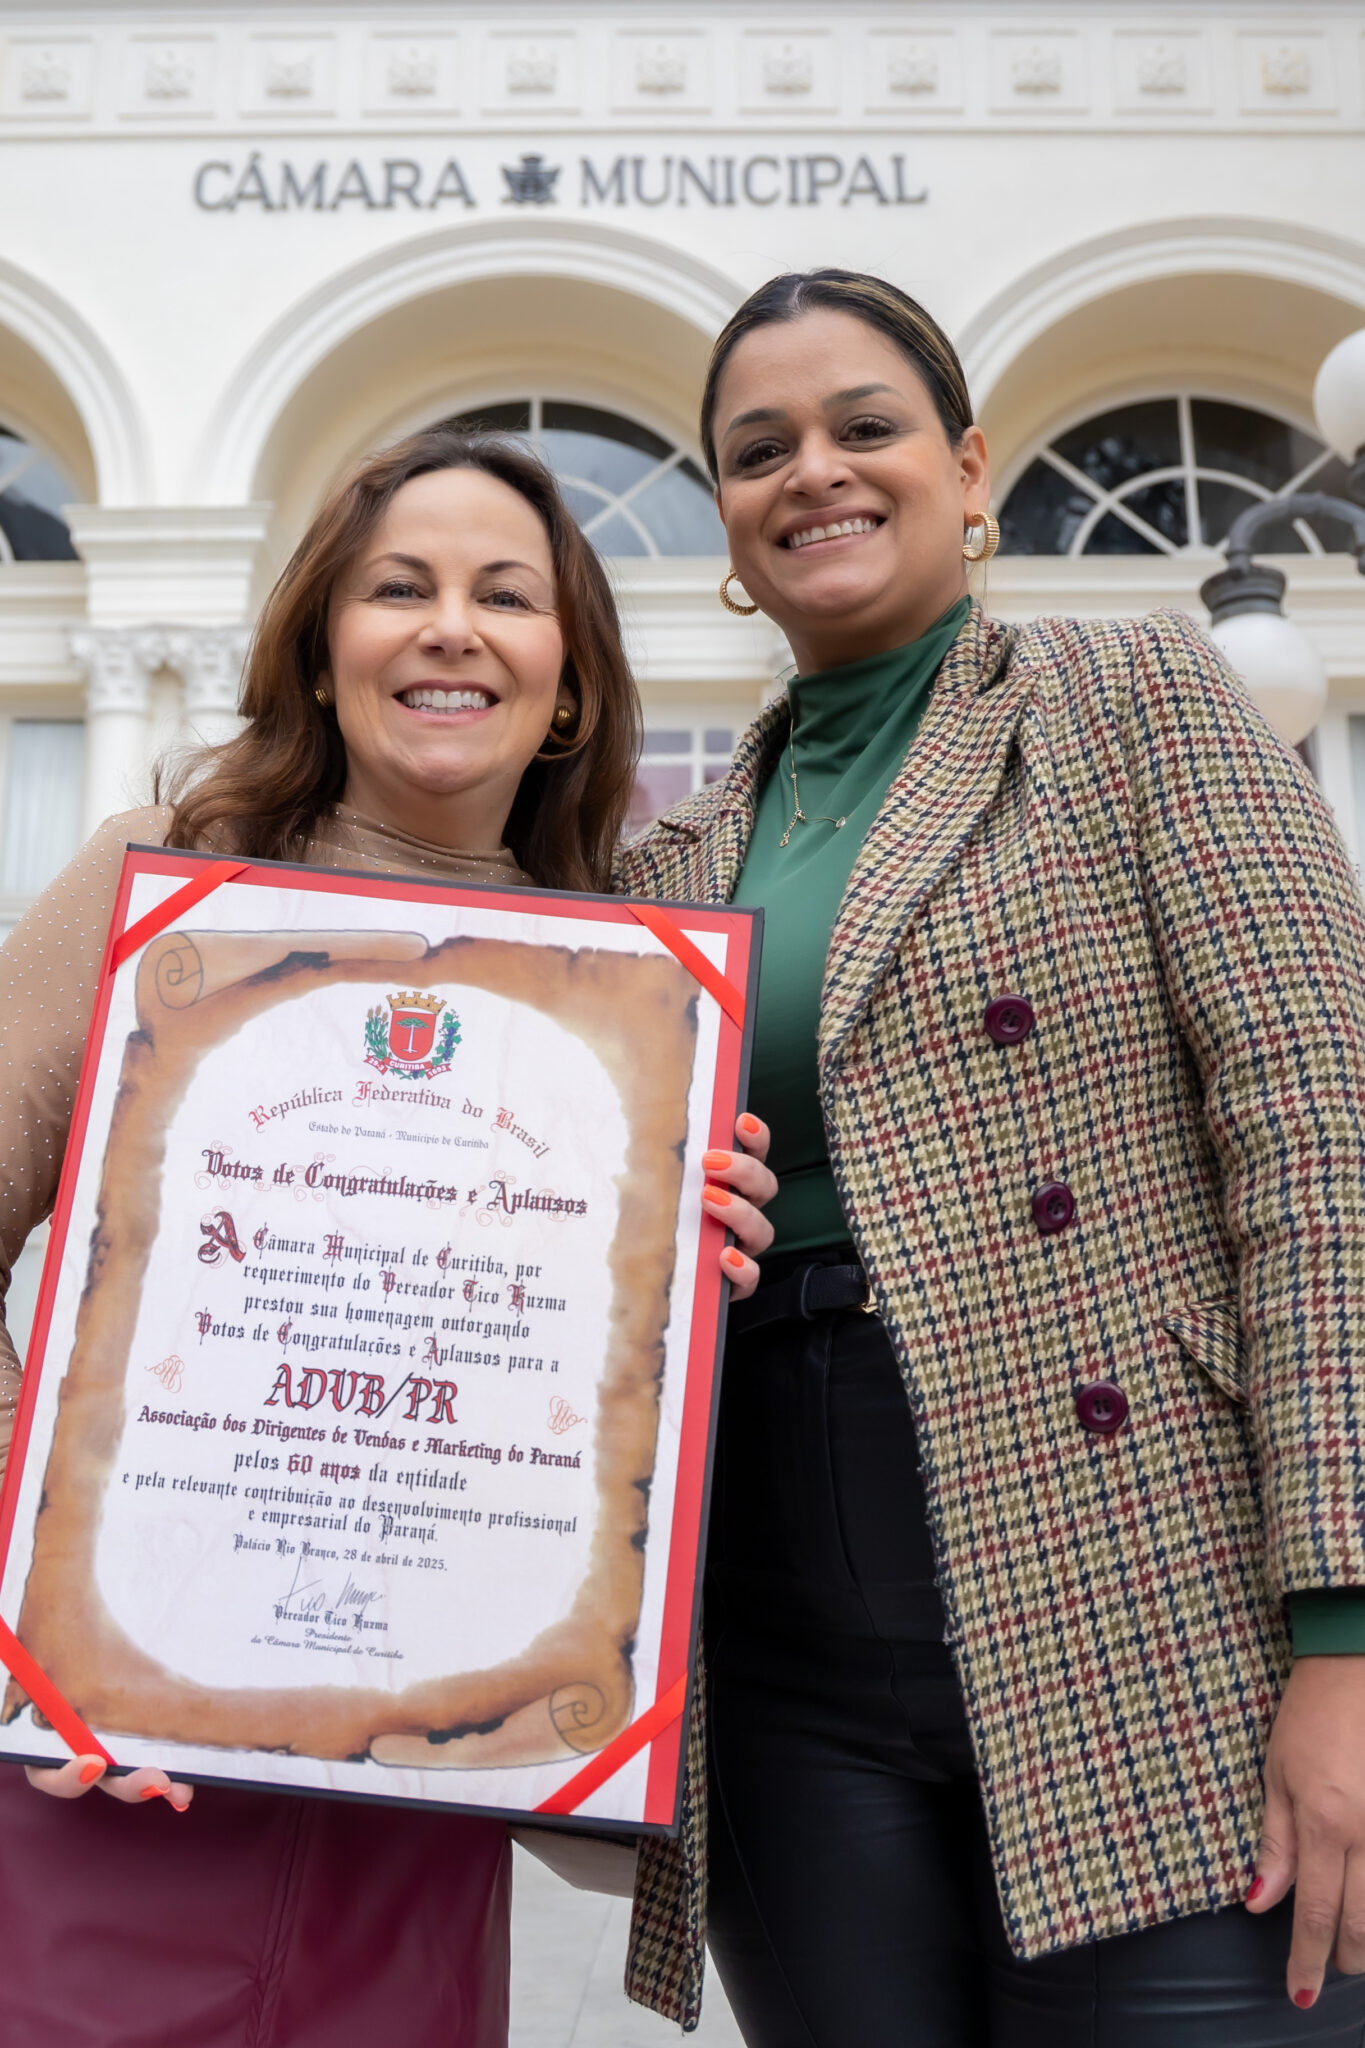 CÂMARA MUNICIPAL
29-3 CURITIBA 1693
República Federativa do Brasil
Estado do Paraná - Município de Curitiba
Votos de Congratulações e Aplausos
A Câmara Municipal de Curitiba, por
requerimento do Vereador Tico Kuzma
prestou sua homenagem outorgando
Votos de Congratulações e Aplausos para a
ADVB/PR
Associação dos Dirigentes de Vendas e Marketing do Paraná
pelos 60 anos da entidade
e pela relevante contribuição ao desenvolvimento profissional
e empresarial do Paraná.
Palácio Rio Branco, 28 de abril de 2025.
Vereador Tico Kuzma
Presidente
da Câmara Municipal de Curitiba